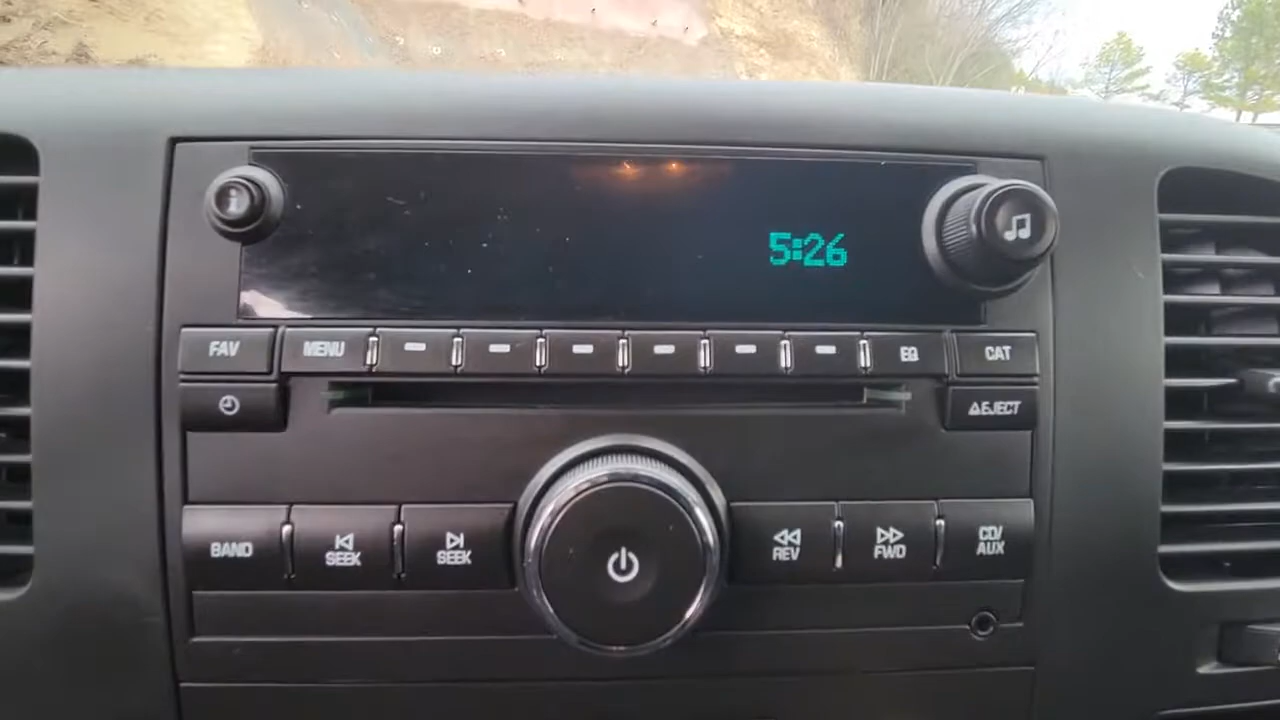 i
5:26
FAV
MENU
EQ
CAT
EJECT
BAND
SEEK
SEEK
REV
FWD
CD/
AUX